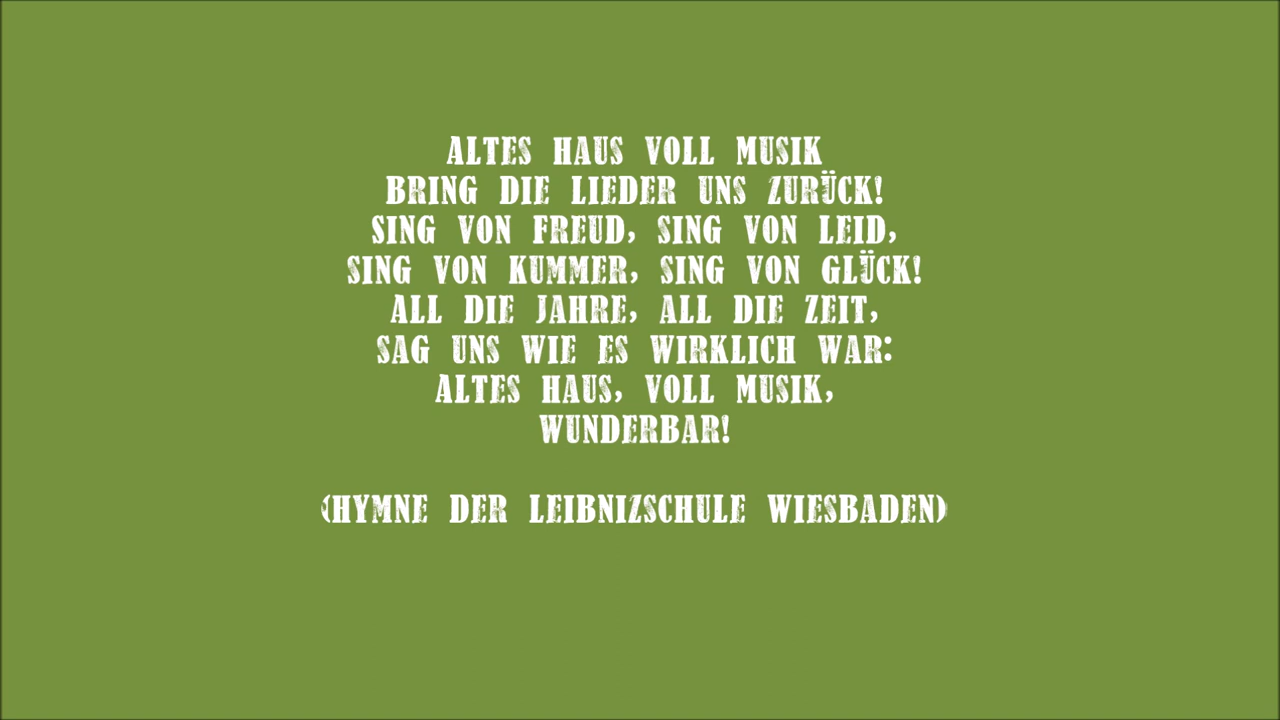 ALTES HAUS VOLL MUSIK
BRING DIE LIEDER UNS ZURÜCK!
SING VON FREUD, SING VON LEID,
SING VON KUMMER, SING VON GLÜCK!
ALL DIE JAHRE, ALL DIE ZEIT,
SAG UNS WIE ES WIRKLICH WAR:
ALTES HAUS, VOLL MUSIK,
WUNDERBAR!
(HYMNE DER LEIBNIZSCHULE WIESBADEN)